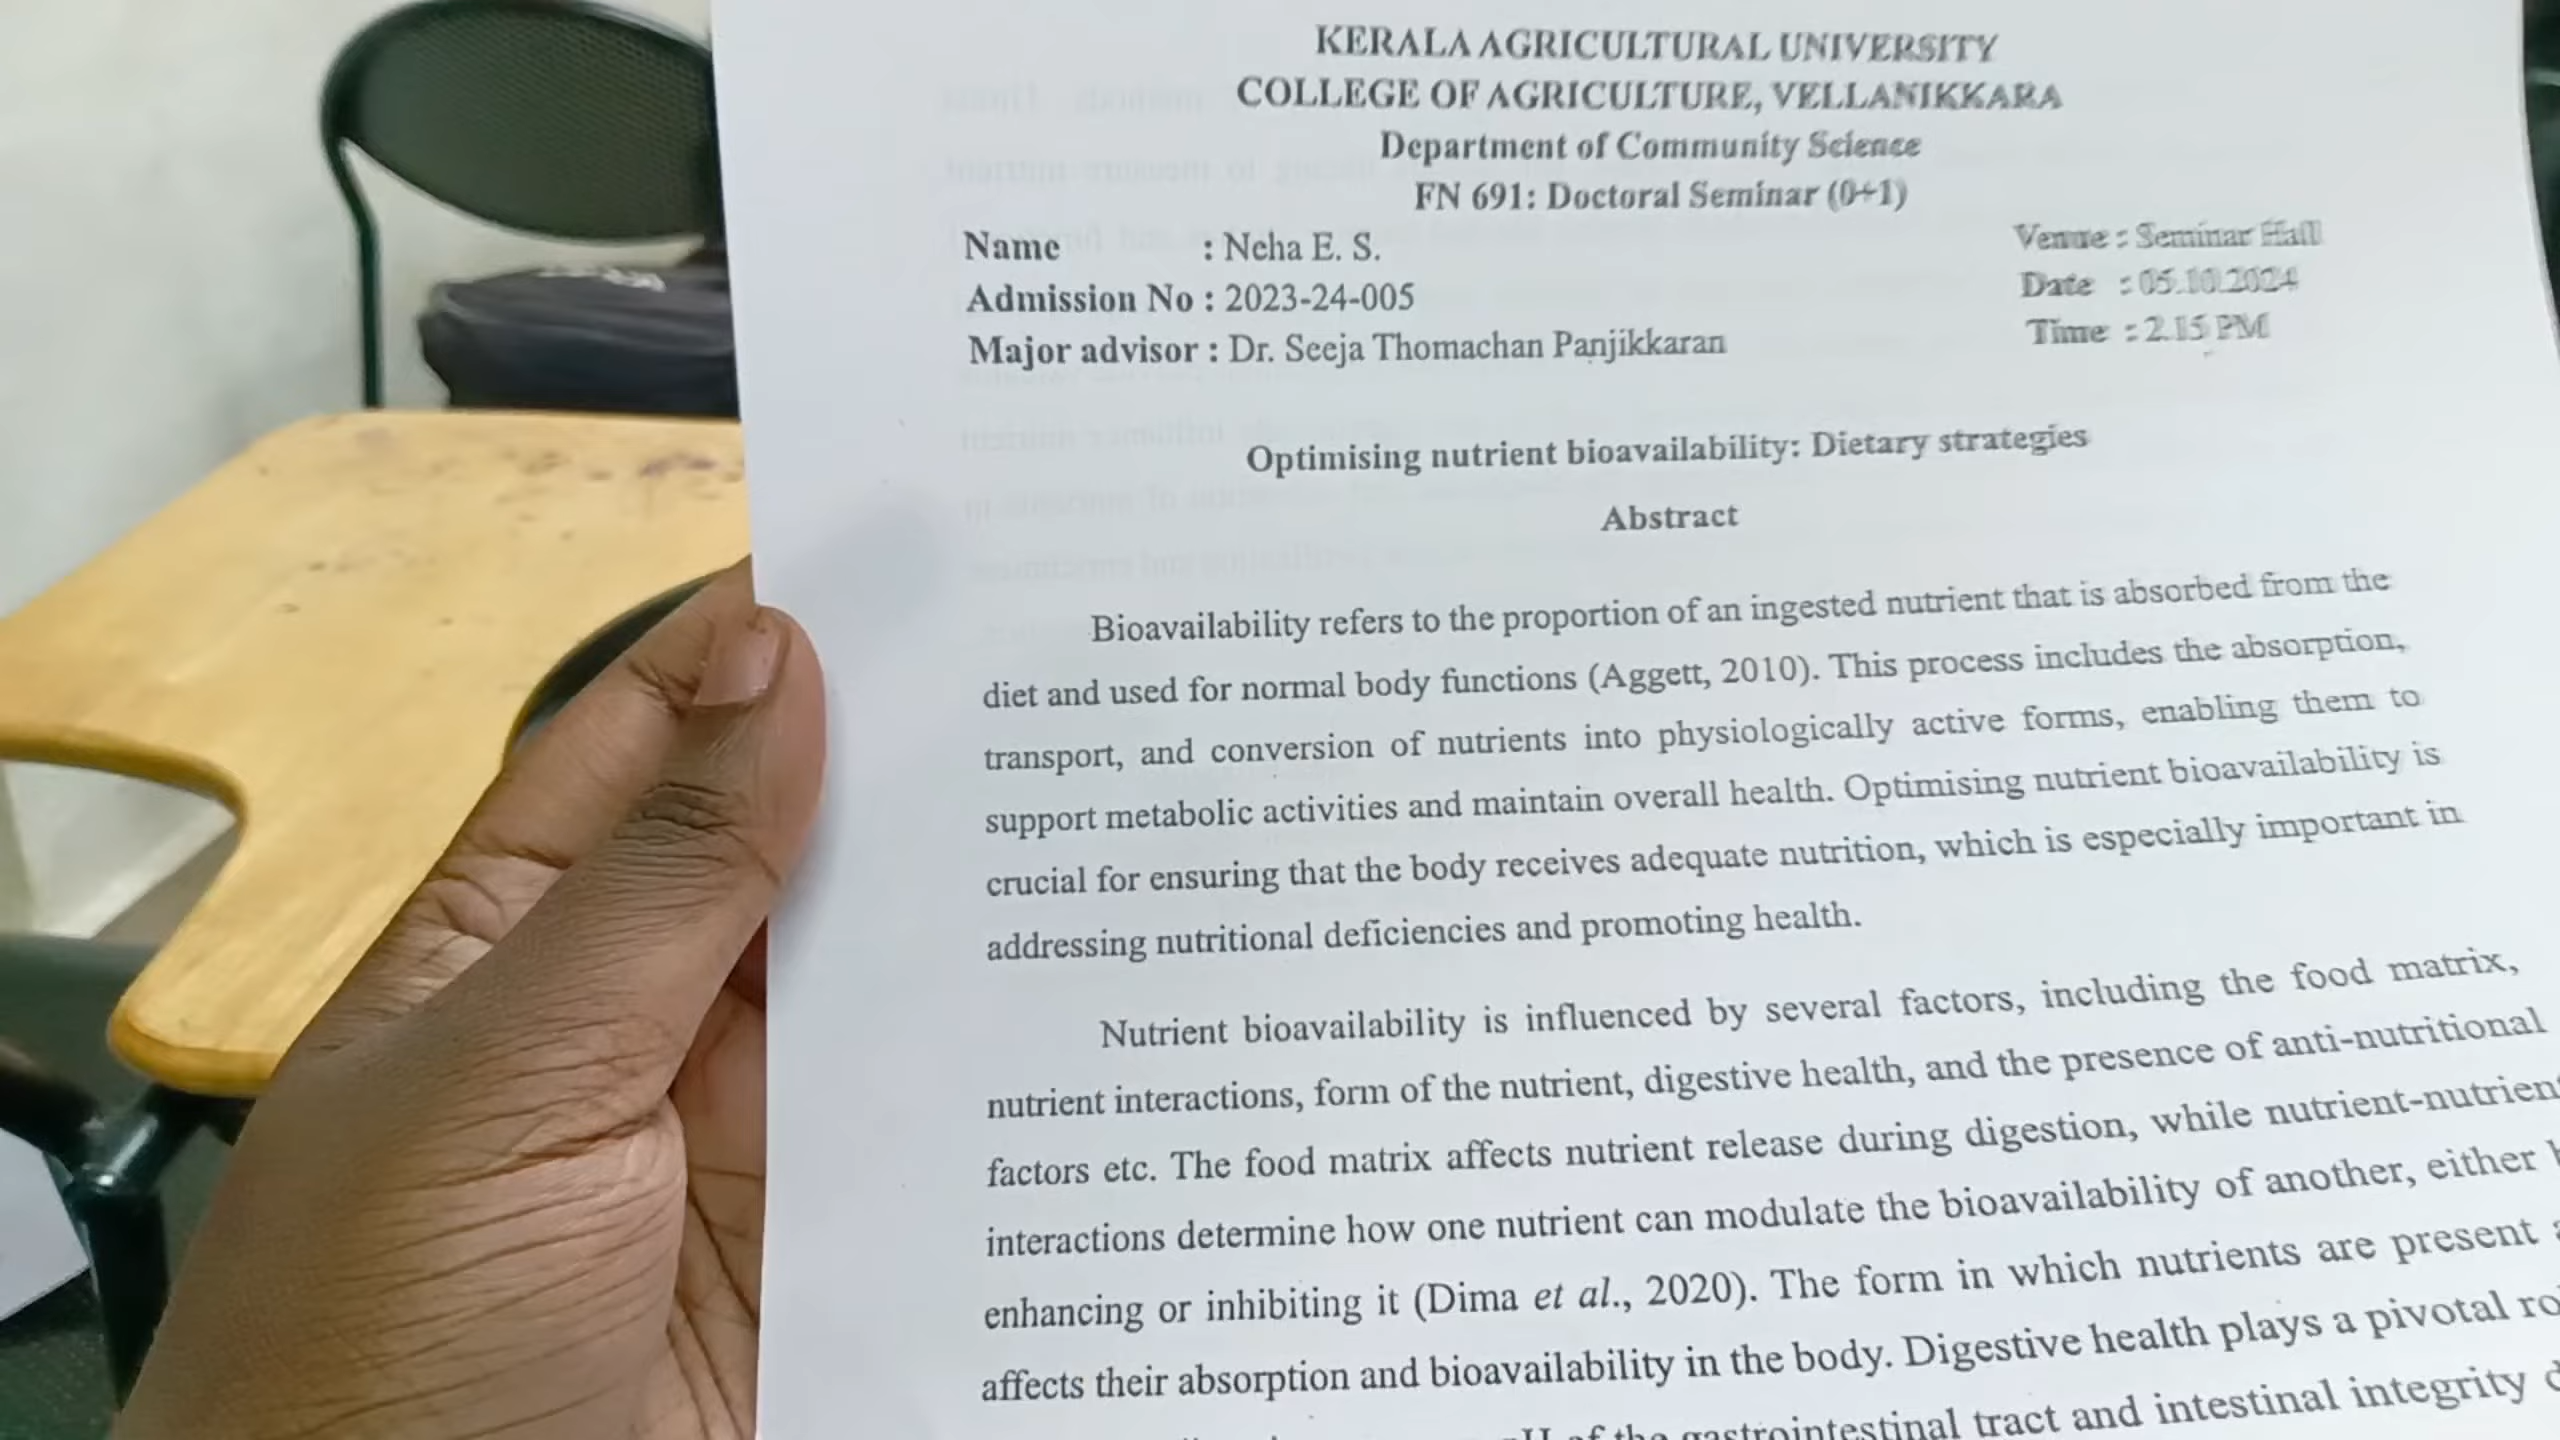 KERALA AGRICULTURAL UNIVERSITY
COLLEGE OF AGRICULTURE, VELLANIKKARA
Department of Community Science
FN 691: Doctoral Seminar (0+1)
Name : Neha E. S.
Venue : Seminar Hall
Admission No : 2023-24-005
Date : 05.10.2024
Major advisor : Dr. Seeja Thomachan Panjikkaran
Time : 2.15 PM
Optimising nutrient bioavailability: Dietary strategies
Abstract
Bioavailability refers to the proportion of an ingested nutrient that is absorbed from the
diet and used for normal body functions (Aggett, 2010). This process includes the absorption,
transport, and conversion of nutrients into physiologically active forms, enabling them to
support metabolic activities and maintain overall health. Optimising nutrient bioavailability is
crucial for ensuring that the body receives adequate nutrition, which is especially important in
addressing nutritional deficiencies and promoting health.
Nutrient bioavailability is influenced by several factors, including the food matrix,
nutrient interactions, form of the nutrient, digestive health, and the presence of anti-nutritional
factors etc. The food matrix affects nutrient release during digestion, while nutrient-nutrient
interactions determine how one nutrient can modulate the bioavailability of another, either
enhancing or inhibiting it (Dima et al., 2020). The form in which nutrients are present
affects their absorption and bioavailability in the body. Digestive health plays a pivotal
of the gastrointestinal tract and intestinal integrity